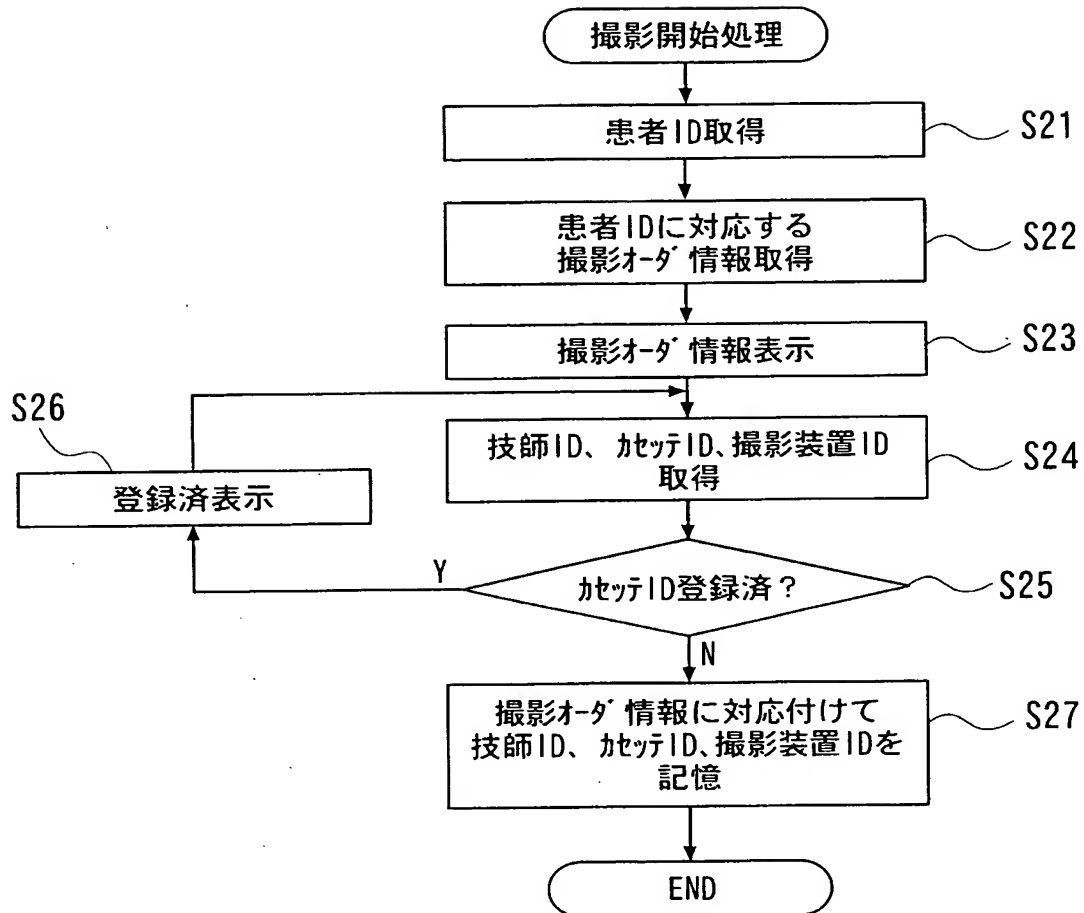 撮影開始処理
患者ID取得
S21
患者IDに対応する
撮影ｵｰﾀﾞ情報取得
S22
撮影ｵｰﾀﾞ情報表示
S23
S26
登録済表示
技師ID、ｶｾｯﾃID、撮影装置ID
取得
S24
Y
ｶｾｯﾃID登録済？
S25
N
撮影ｵｰﾀﾞ情報に対応付けて
技師ID、ｶｾｯﾃID、撮影装置IDを
記憶
S27
END